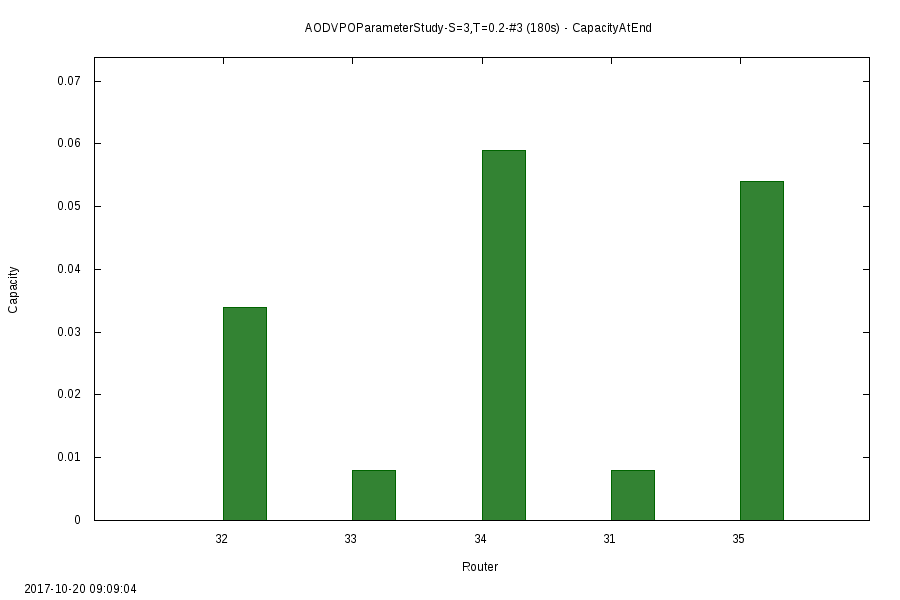 AODVPOParameterStudy-S=3,T=0.2-#3 (180s) - CapacityAtEnd
0.07
0.06
0.05
0.04
0.03
0.02
0.01
0
Capacity
32 33 34 31 35
Router
2017-10-20 09:09:04